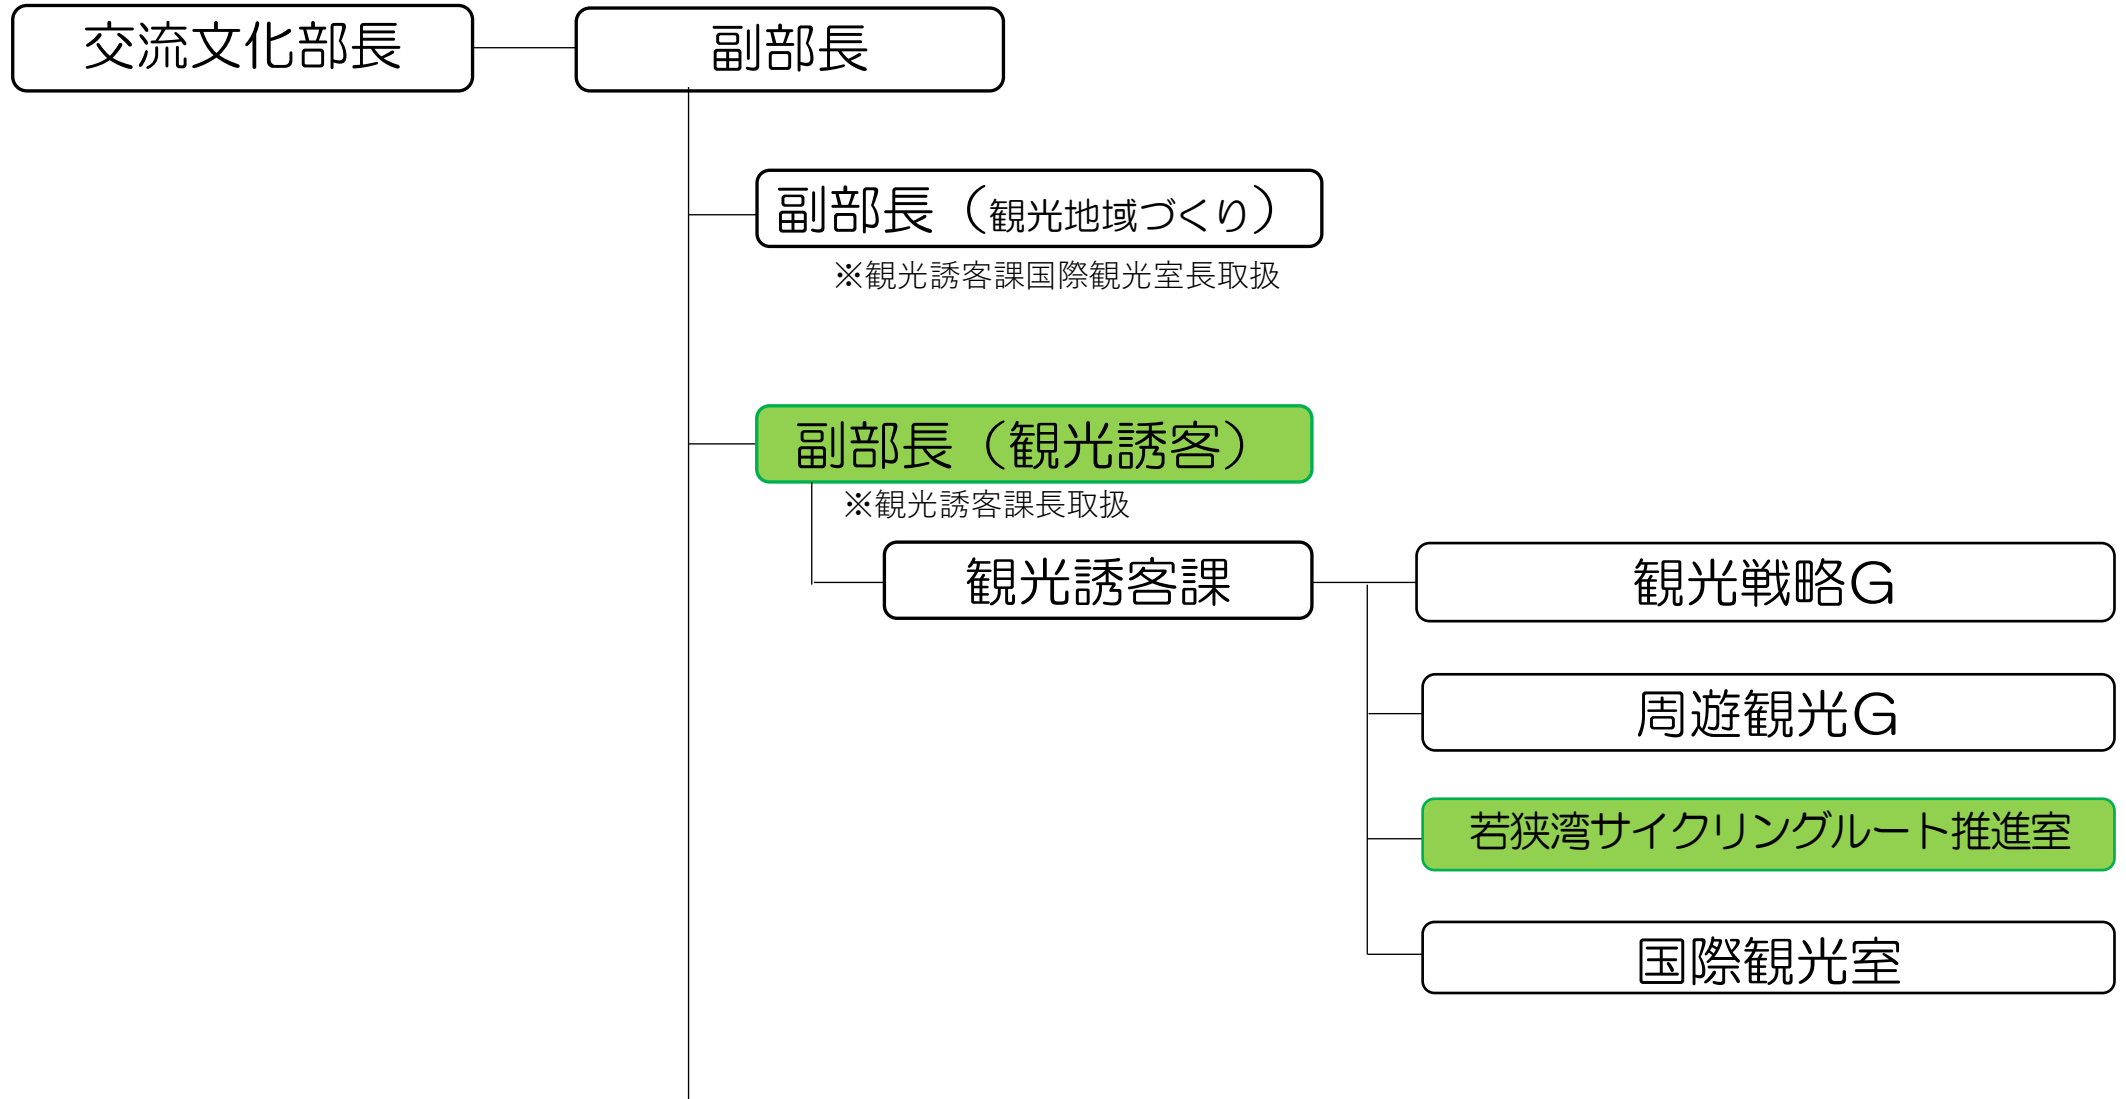 交流文化部長
副部長
副部長（観光地域づくり）
※観光誘客課国際観光室長取扱
副部長（観光誘客）
※観光誘客課長取扱
観光誘客課
観光戦略G
周遊観光G
若狭湾サイクリングルート推進室
国際観光室